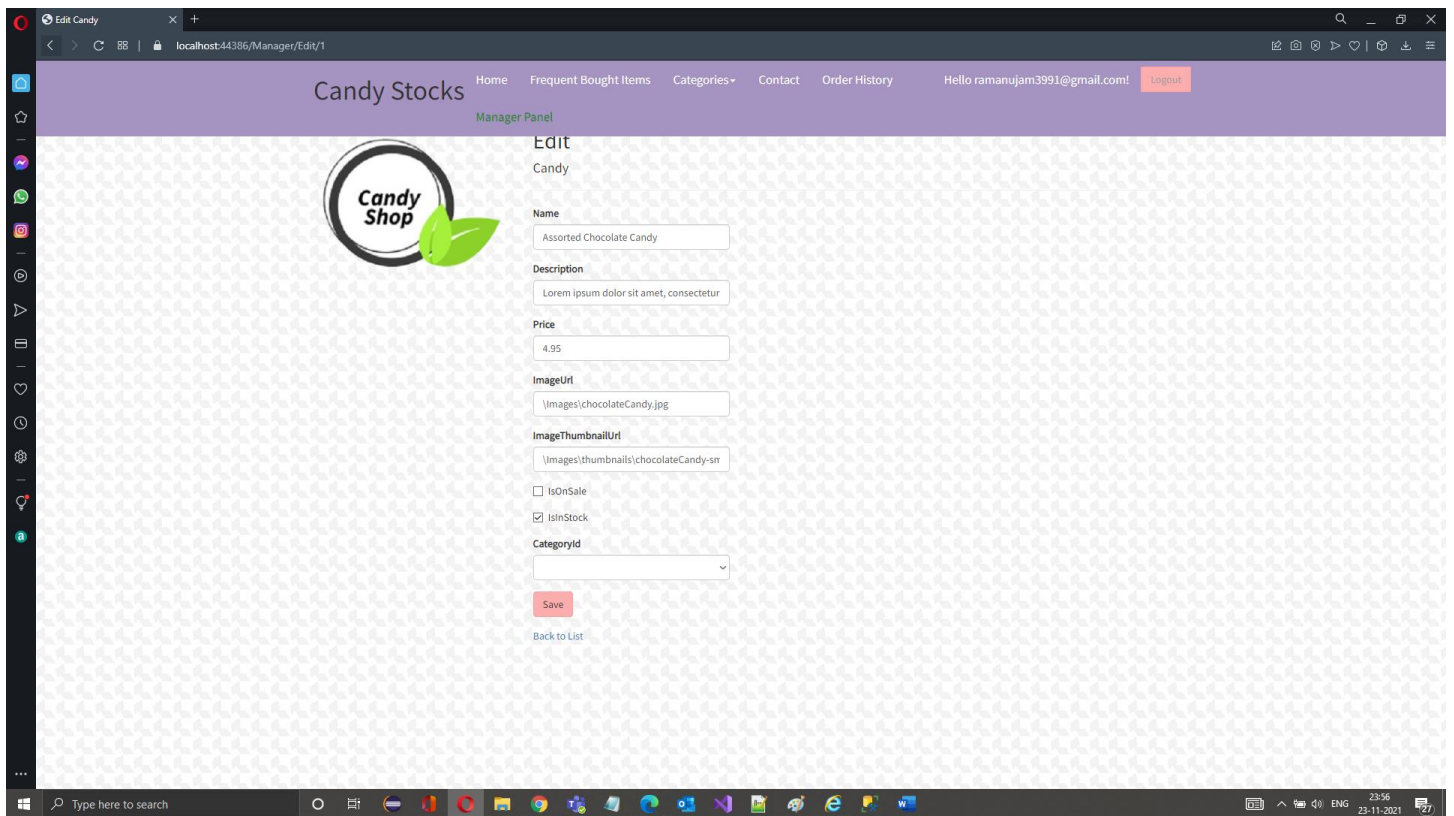 Edit Candy
localhost:44386/Manager/Edit/1
Candy Stocks
Home Frequent Bought Items Categories Contact Order History Hello ramanujam3991@gmail.com! Logout
Manager Panel
Candy
Shop
Edit
Candy
Name
Assorted Chocolate Candy
Description
Lorem ipsum dolor sit amet, consectetur
Price
4.95
ImageUrl
\Images\chocolateCandy.jpg
ImageThumbnailUrl
\Images\thumbnails\chocolateCandy-sm
IsOnSale
IsInStock
CategoryId
Save
Back to List
Type here to search
ENG
23:56
23-11-2021
27